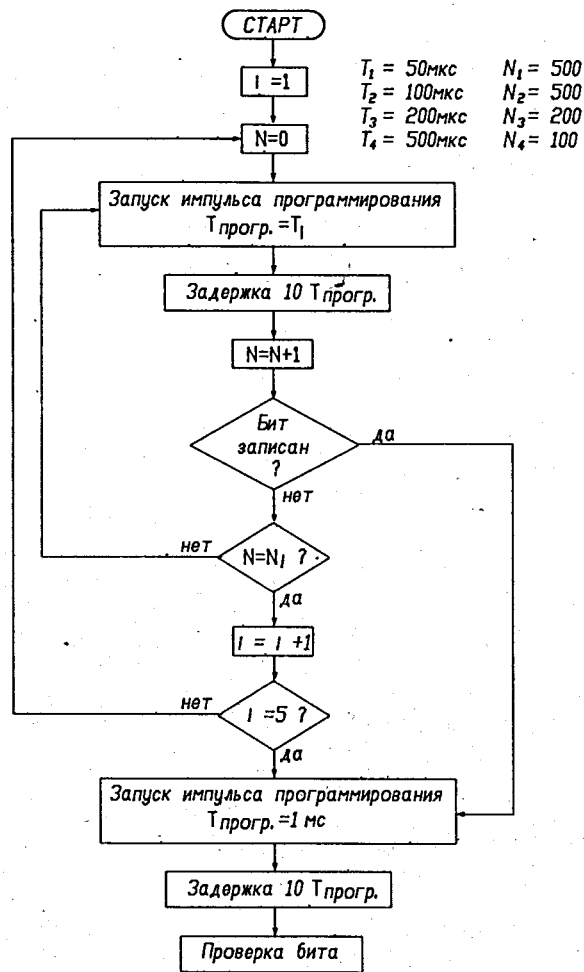 СТАРТ
i =1
T₁ = 50мкс N₁ = 500
T₂ = 100мкс N₂ = 500
T₃ = 200мкс N₃ = 200
T₄ = 500мкс N₄ = 100
N=0
Запуск импульса программирования
Tпрогр.=Ti
Задержка 10 Tпрогр.
N=N+1
Бит
записан
?
да
нет
N=Ni ?
нет
да
i = i +1
i =5 ?
нет
да
Запуск импульса программирования
Tпрогр.=1 мс
Задержка 10 Tпрогр.
Проверка бита